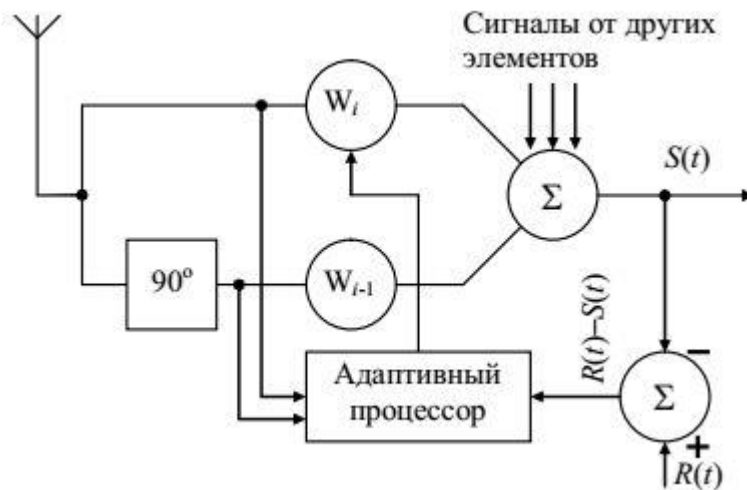 Сигналы от других
элементов
W_i
S(t)
Σ
90°
W_{i-1}
R(t)–S(t)
–
Адаптивный
процессор
Σ
+
R(t)